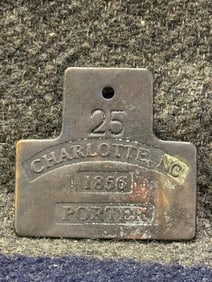 25
CHARLOTTE, NC
1856
PORTER